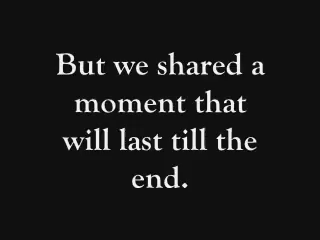 But we shared a
moment that
will last till the
end.